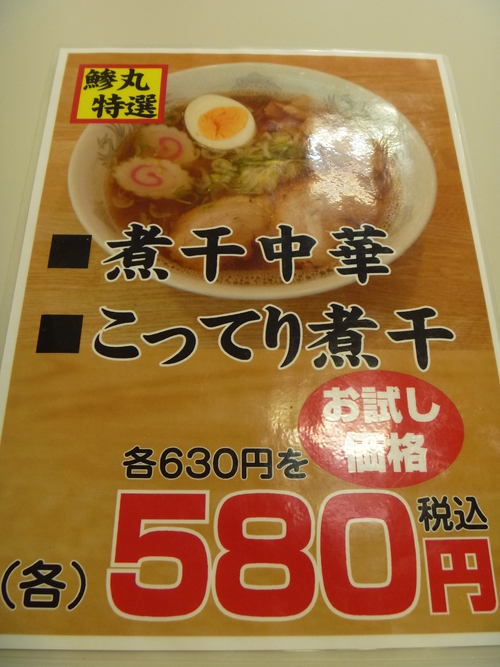 鯵丸
特選
■煮干中華
■こってり煮干
お試し
価格
各630円を
(各)580円
税込